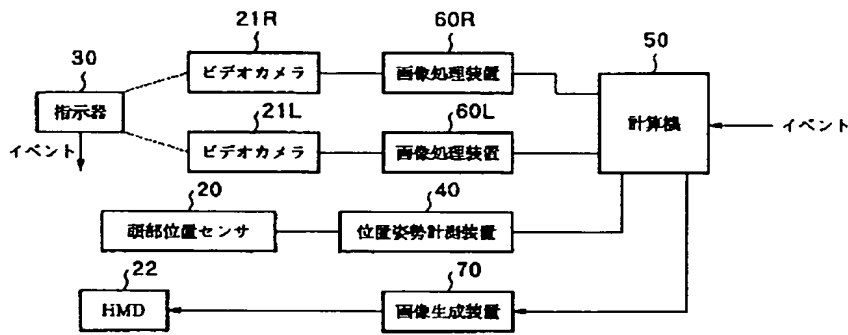 21R
60R
50
30
ビデオカメラ
画像処理装置
指示器
計算機
イベント
21L
60L
イベント
ビデオカメラ
画像処理装置
20
40
頭部位置センサ
位置姿勢計測装置
22
70
HMD
画像生成装置